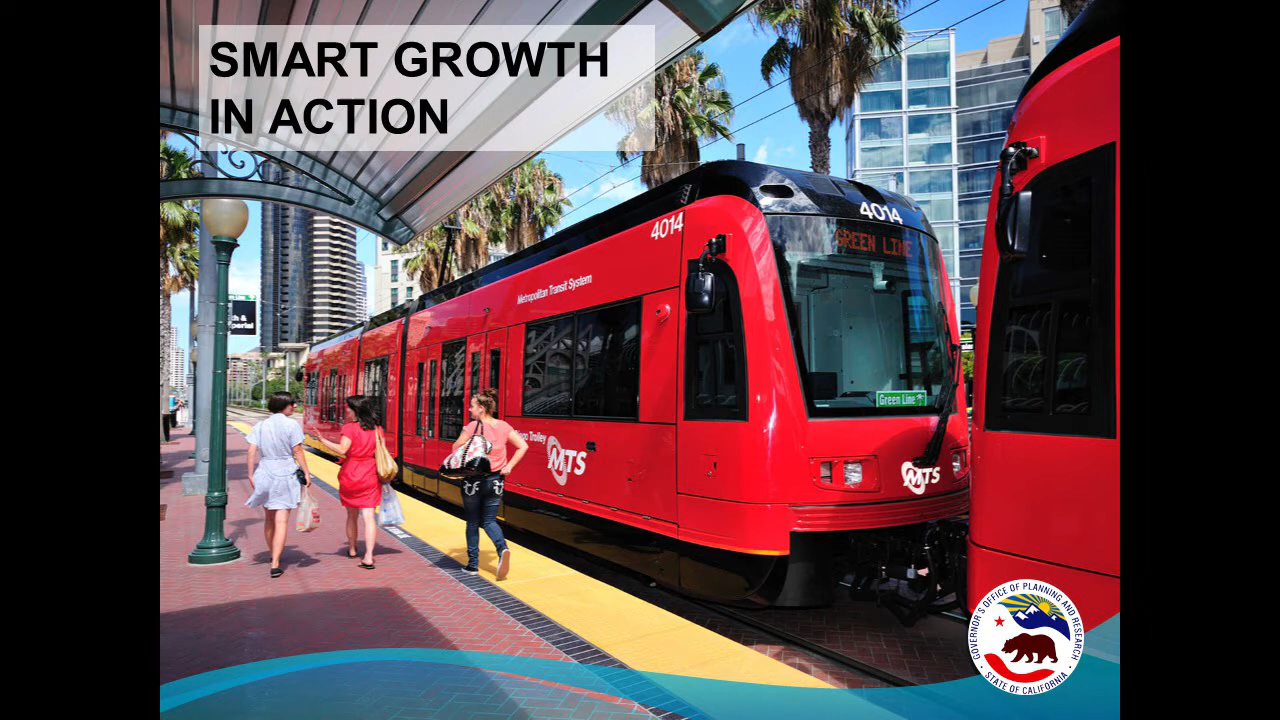 SMART GROWTH
IN ACTION
4014
4014
GREEN LINE
Metropolitan Transit System
Green Line
Trolley
MTS
MTS
GOVERNOR'S OFFICE OF PLANNING AND RESEARCH
STATE OF CALIFORNIA